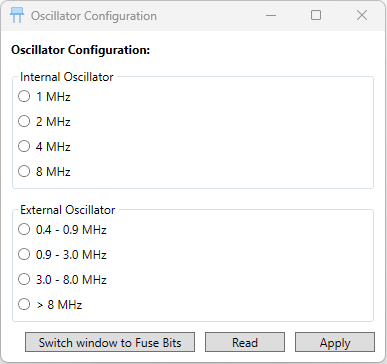 Oscillator Configuration
Oscillator Configuration:
Internal Oscillator
1 MHz
2 MHz
4 MHz
8 MHz
External Oscillator
0.4 - 0.9 MHz
0.9 - 3.0 MHz
3.0 - 8.0 MHz
> 8 MHz
Switch window to Fuse Bits Read Apply